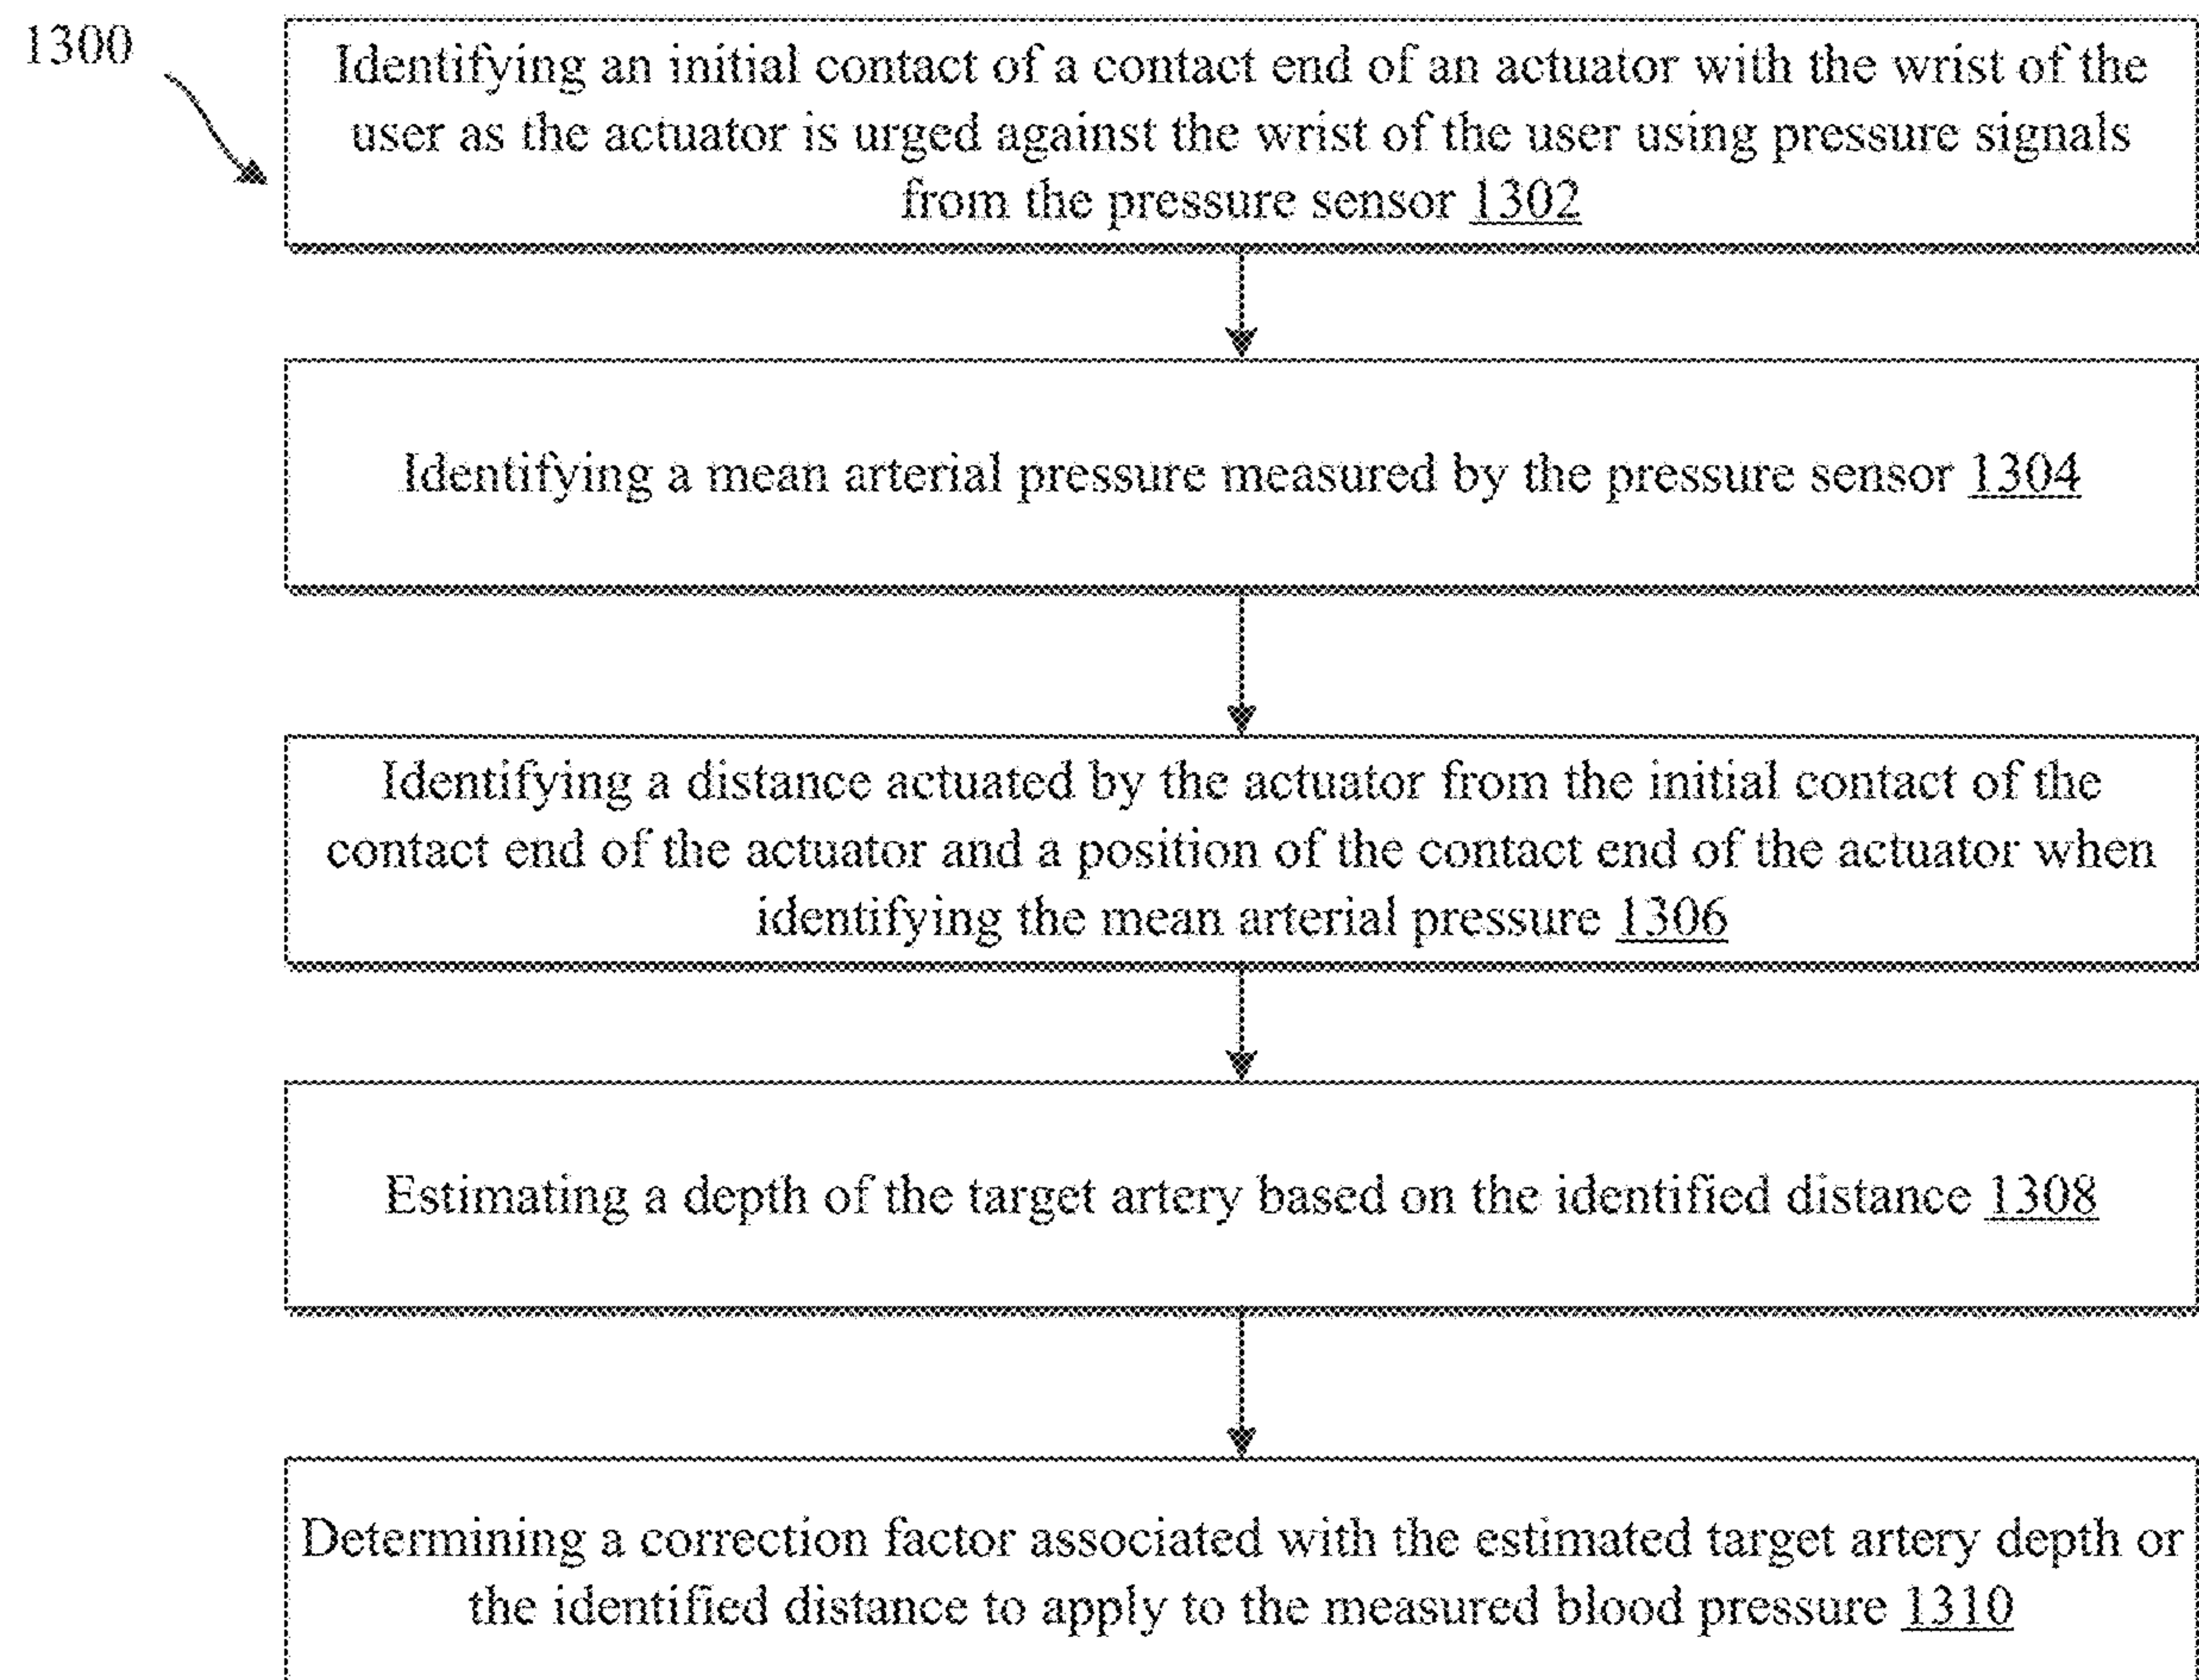 1300
Identifying an initial contact of a contact end of an actuator with the wrist of the
user as the actuator is urged against the wrist of the user using pressure signals
from the pressure sensor 1302
Identifying a mean arterial pressure measured by the pressure sensor 1304
Identifying a distance actuated by the actuator from the initial contact of the
contact end of the actuator and a position of the contact end of the actuator when
identifying the mean arterial pressure 1306
Estimating a depth of the target artery based on the identified distance 1308
Determining a correction factor associated with the estimated target artery depth or
the identified distance to apply to the measured blood pressure 1310